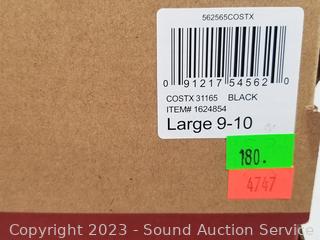 562565COSTX
0 91217 54562 0
COSTX 31165 BLACK
ITEM# 1624854
Large 9-10
180.
4747
Copyright 2023 - Sound Auction Service